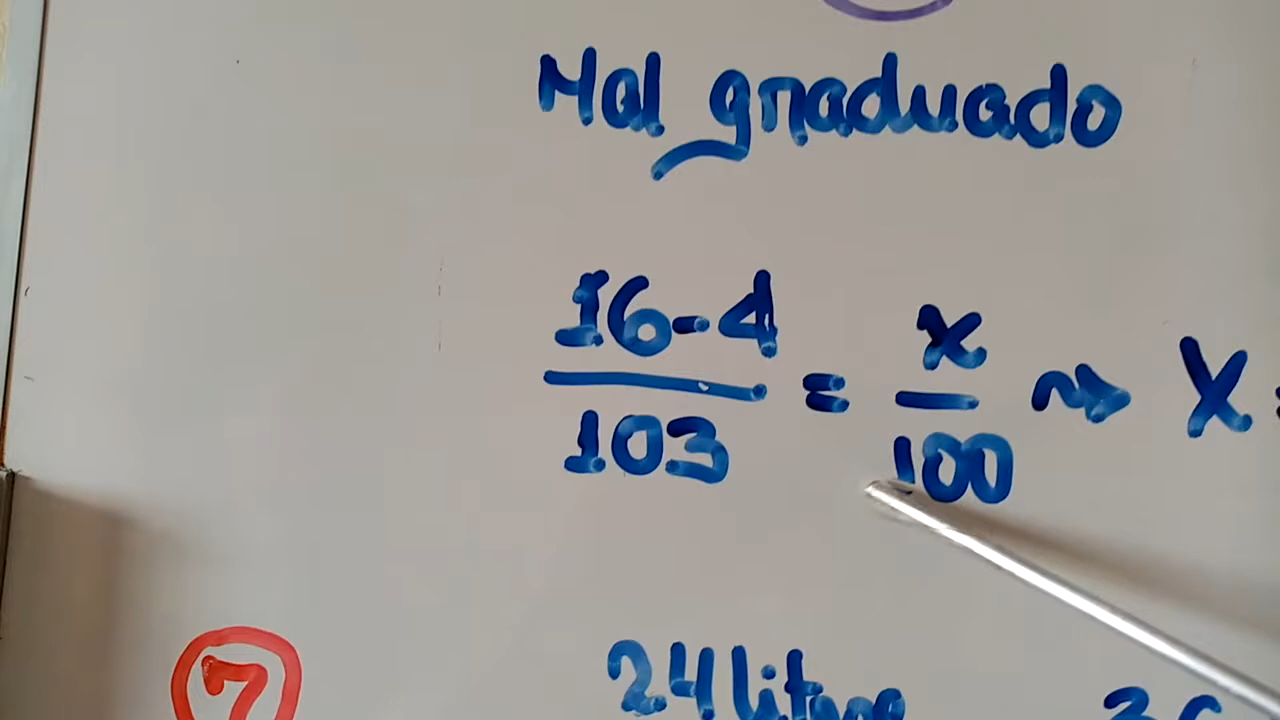 Mal graduado
16-4/103 = x/100 ⇝ X =
7 24 litros